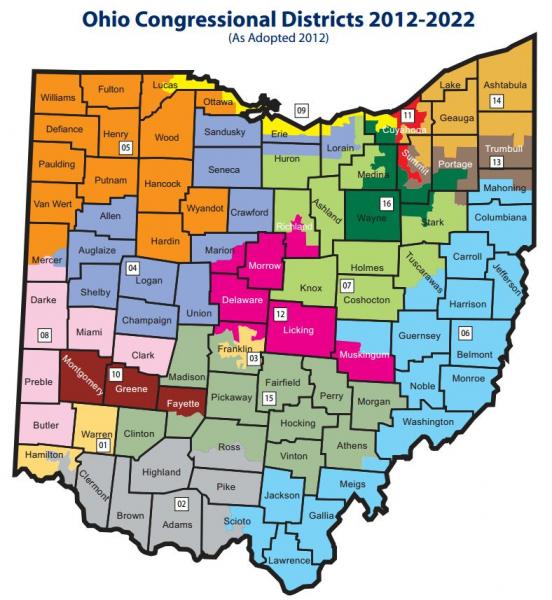 Ohio Congressional Districts 2012-2022
(As Adopted 2012)
Williams
Fulton
Lucas
Ottawa
09
Lake
Ashtabula
14
Geauga
11
Cuyahoga
Defiance
Henry
Wood
Sandusky
Erie
Lorain
Summit
Portage
Trumbull
13
05
Paulding
Putnam
Hancock
Seneca
Huron
Medina
Mahoning
Van Wert
Allen
Wyandot
Crawford
Richland
Ashland
Wayne
16
Stark
Columbiana
Mercer
Auglaize
Hardin
Marion
Morrow
Holmes
Tuscarawas
Carroll
Jefferson
04
Logan
Knox
07
Coshocton
Harrison
Darke
Shelby
Union
Delaware
12
Licking
Champaign
08
Miami
Franklin
03
Muskingum
Guernsey
06
Belmont
Clark
Madison
Preble
Montgomery
10
Greene
Fayette
Pickaway
Fairfield
15
Perry
Morgan
Noble
Monroe
Butler
Warren
01
Clinton
Hocking
Washington
Hamilton
Ross
Vinton
Athens
Clermont
Highland
Pike
Jackson
Meigs
Brown
02
Adams
Scioto
Gallia
Lawrence